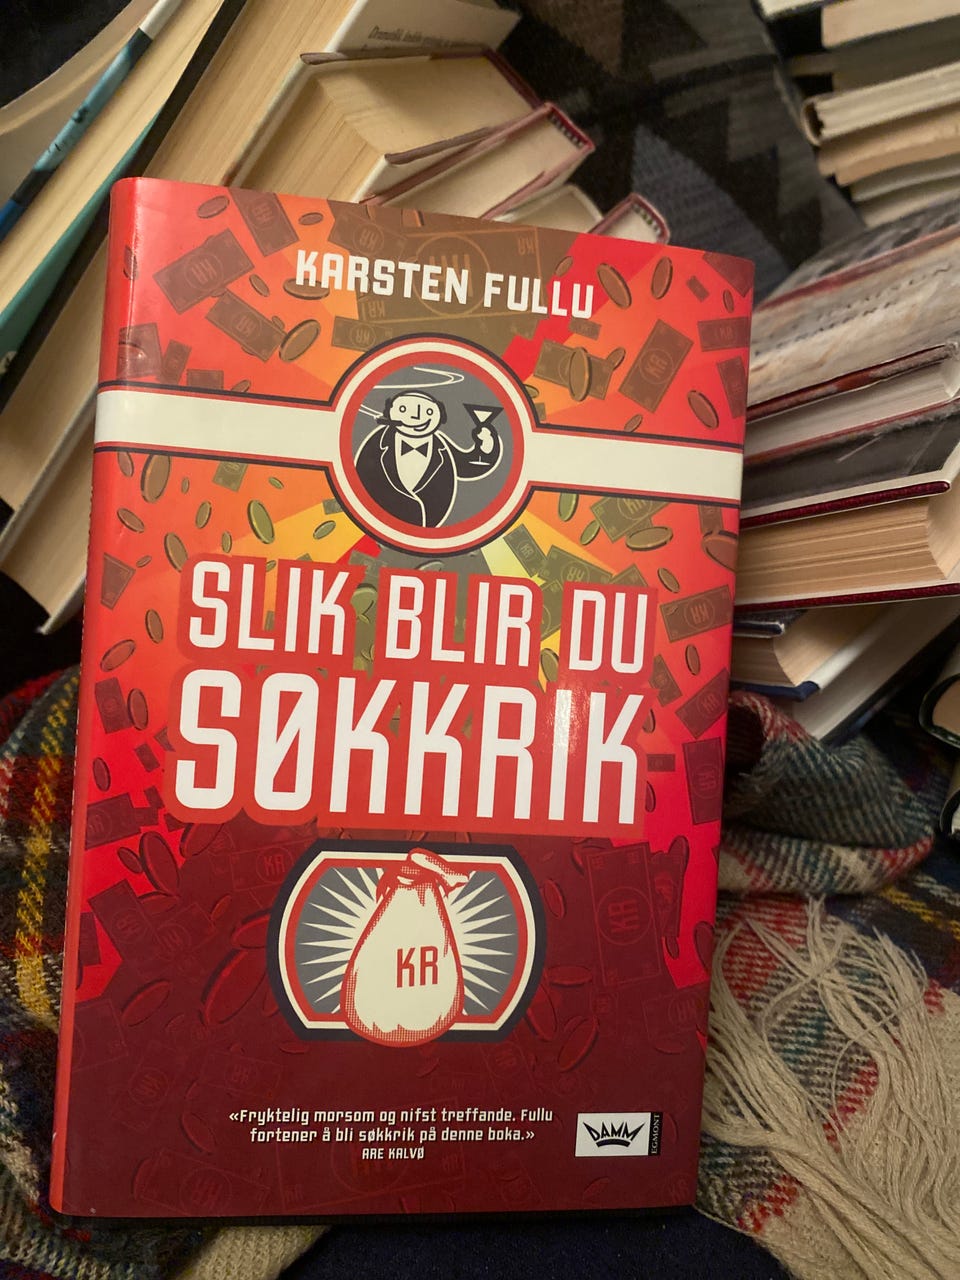 KARSTEN FULLU
SLIK BLIR DU
SØKKRIK
KR
«Fryktelig morsom og nifst treffande. Fullu
fortener å bli søkkrik på denne boka.»
ARE KALVØ
DAMM
EGMONT